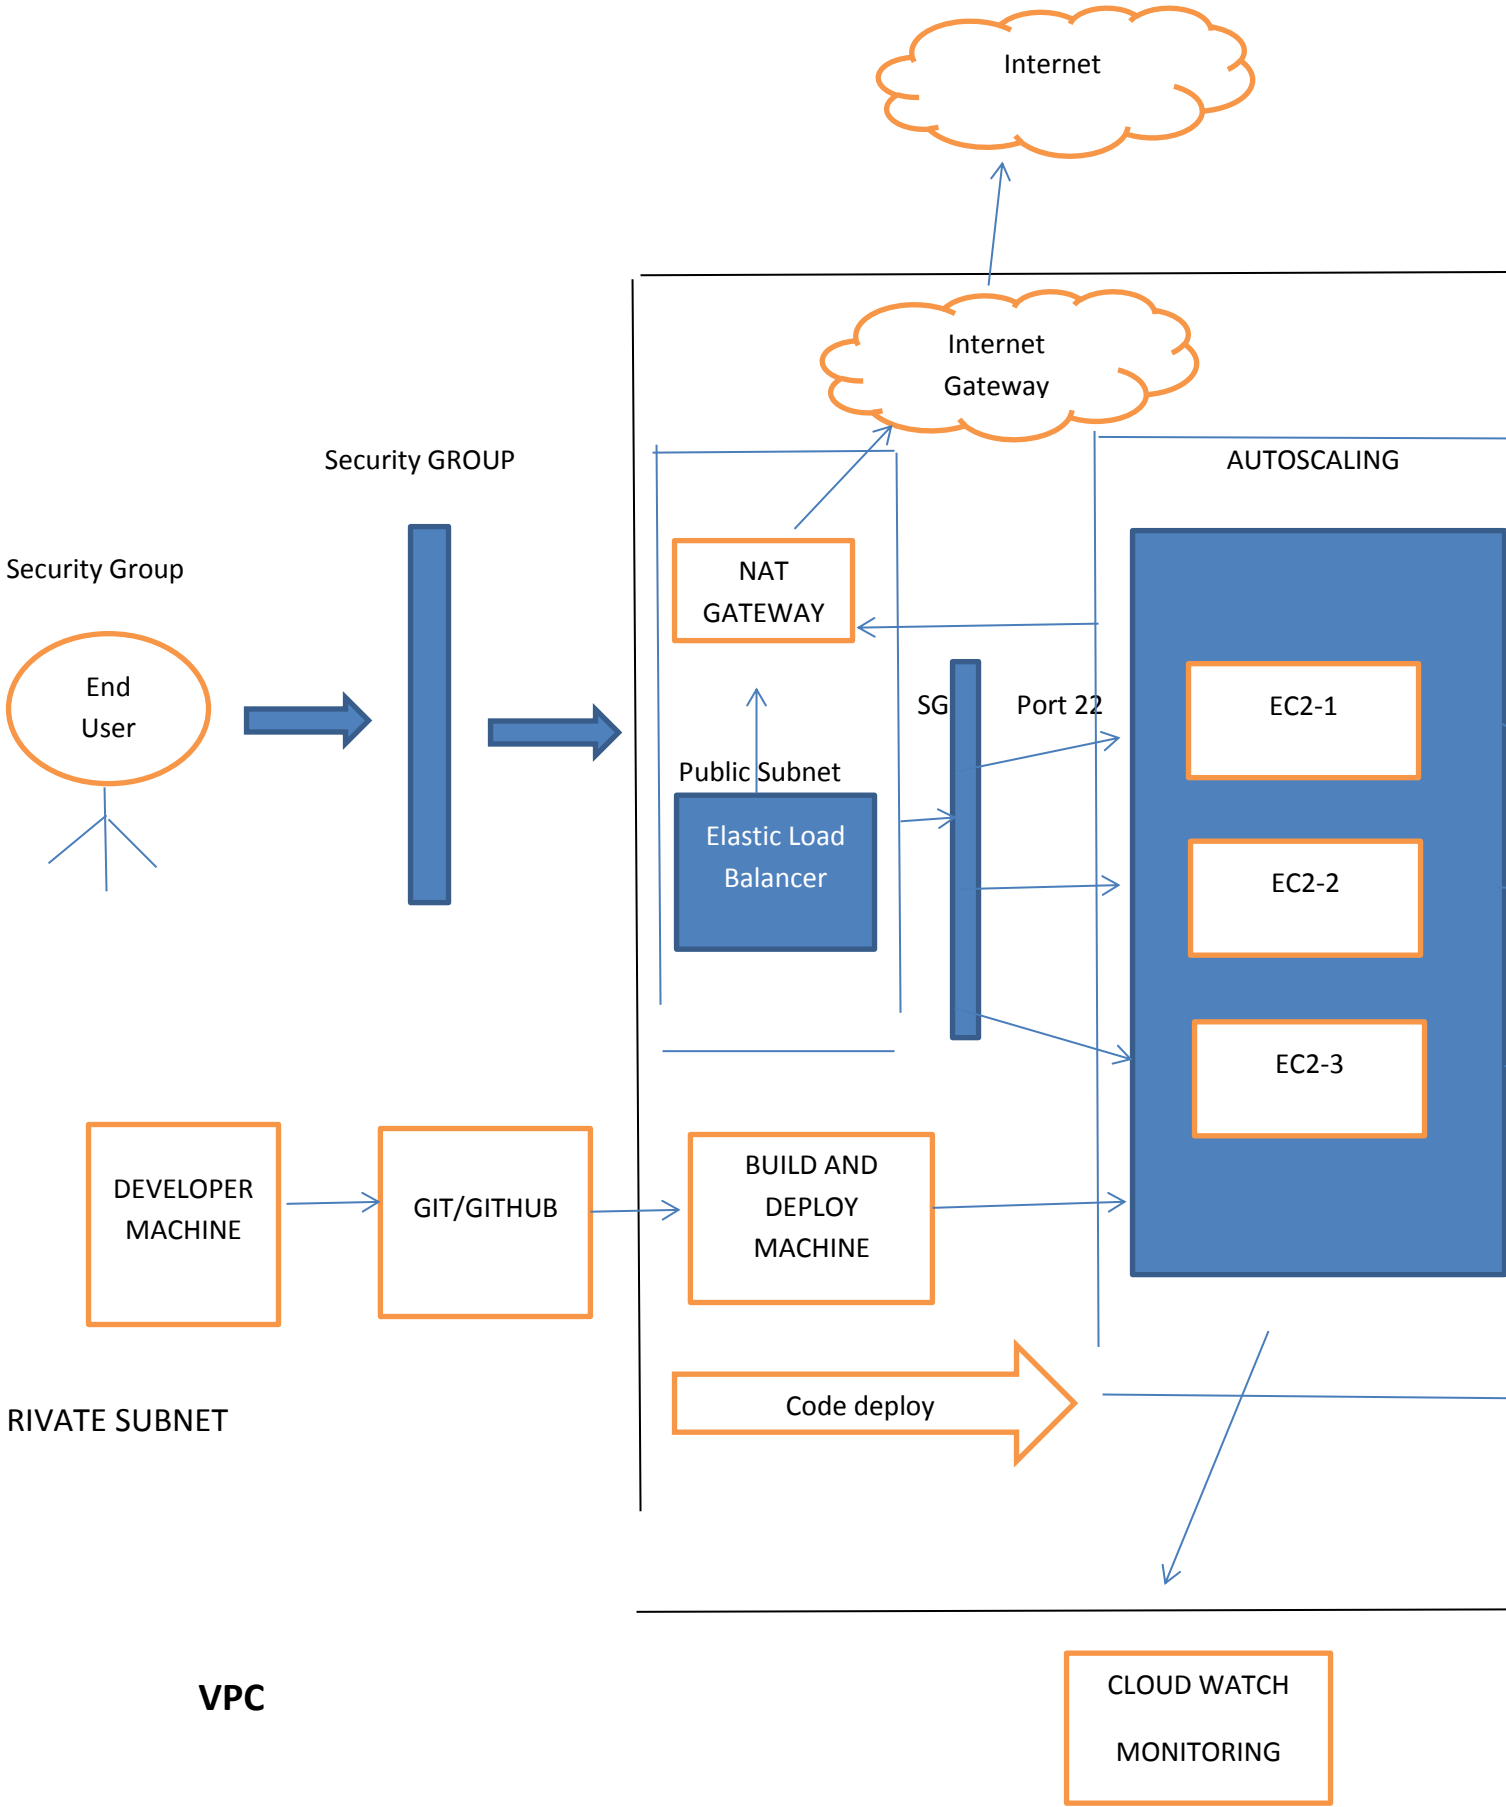 Internet
Internet
Gateway
Security GROUP
AUTOSCALING
Security Group
NAT
GATEWAY
End
User
SG
Port 22
EC2-1
Public Subnet
Elastic Load
Balancer
EC2-2
EC2-3
DEVELOPER
MACHINE
GIT/GITHUB
BUILD AND
DEPLOY
MACHINE
Code deploy
RIVATE SUBNET
VPC
CLOUD WATCH
MONITORING